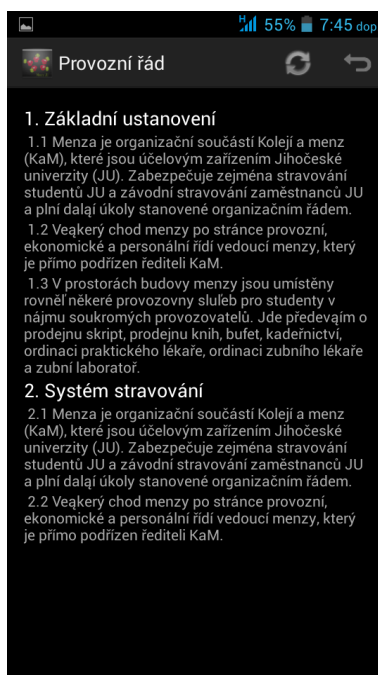 H 55% 7:45 dop
Provozní řád
1. Základní ustanovení
1.1 Menza je organizační součástí Kolejí a menz
(KaM), které jsou účelovým zařízením Jihočeské
univerzity (JU). Zabezpečuje zejména stravování
studentů JU a závodní stravování zaměstnanců JU
a plní daląí úkoly stanovené organizačním řádem.
1.2 Veąkerý chod menzy po stránce provozní,
ekonomické a personální řídí vedoucí menzy, který
je přímo podřízen řediteli KaM.
1.3 V prostorách budovy menzy jsou umístěny
rovněľ některé provozovny sluľeb pro studenty v
nájmu soukromých provozovatelů. Jde předevąím o
prodejnu skript, prodejnu knih, bufet, kadeřnictví,
ordinaci praktického lékaře, ordinaci zubního lékaře
a zubní laboratoř.
2. Systém stravování
2.1 Menza je organizační součástí Kolejí a menz
(KaM), které jsou účelovým zařízením Jihočeské
univerzity (JU). Zabezpečuje zejména stravování
studentů JU a závodní stravování zaměstnanců JU
a plní daląí úkoly stanovené organizačním řádem.
2.2 Veąkerý chod menzy po stránce provozní,
ekonomické a personální řídí vedoucí menzy, který
je přímo podřízen řediteli KaM.